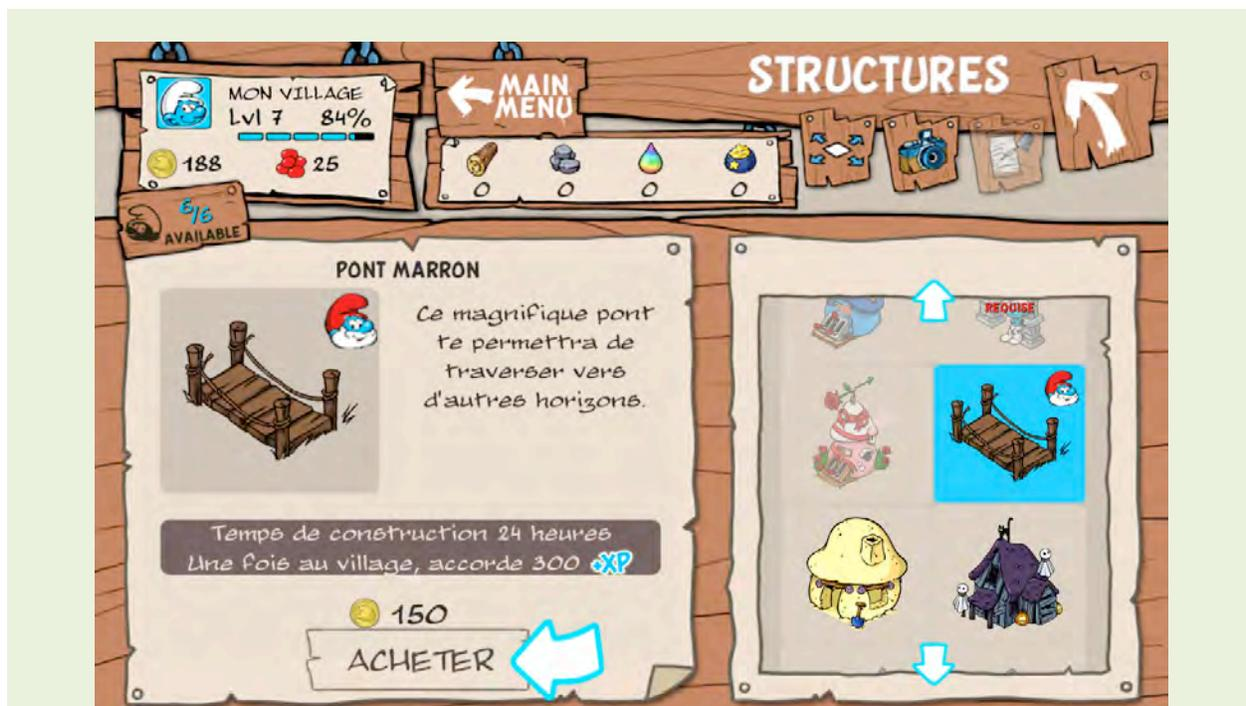 MON VILLAGE
Lvl 7 84%
188 25
MAIN
MENU
STRUCTURES
0 0 0 0
6/6
AVAILABLE
PONT MARRON
Ce magnifique pont
te permettra de
traverser vers
d'autres horizons.
Temps de construction 24 heures
Une fois au village, accorde 300 +XP
150
ACHETER
REQUISE